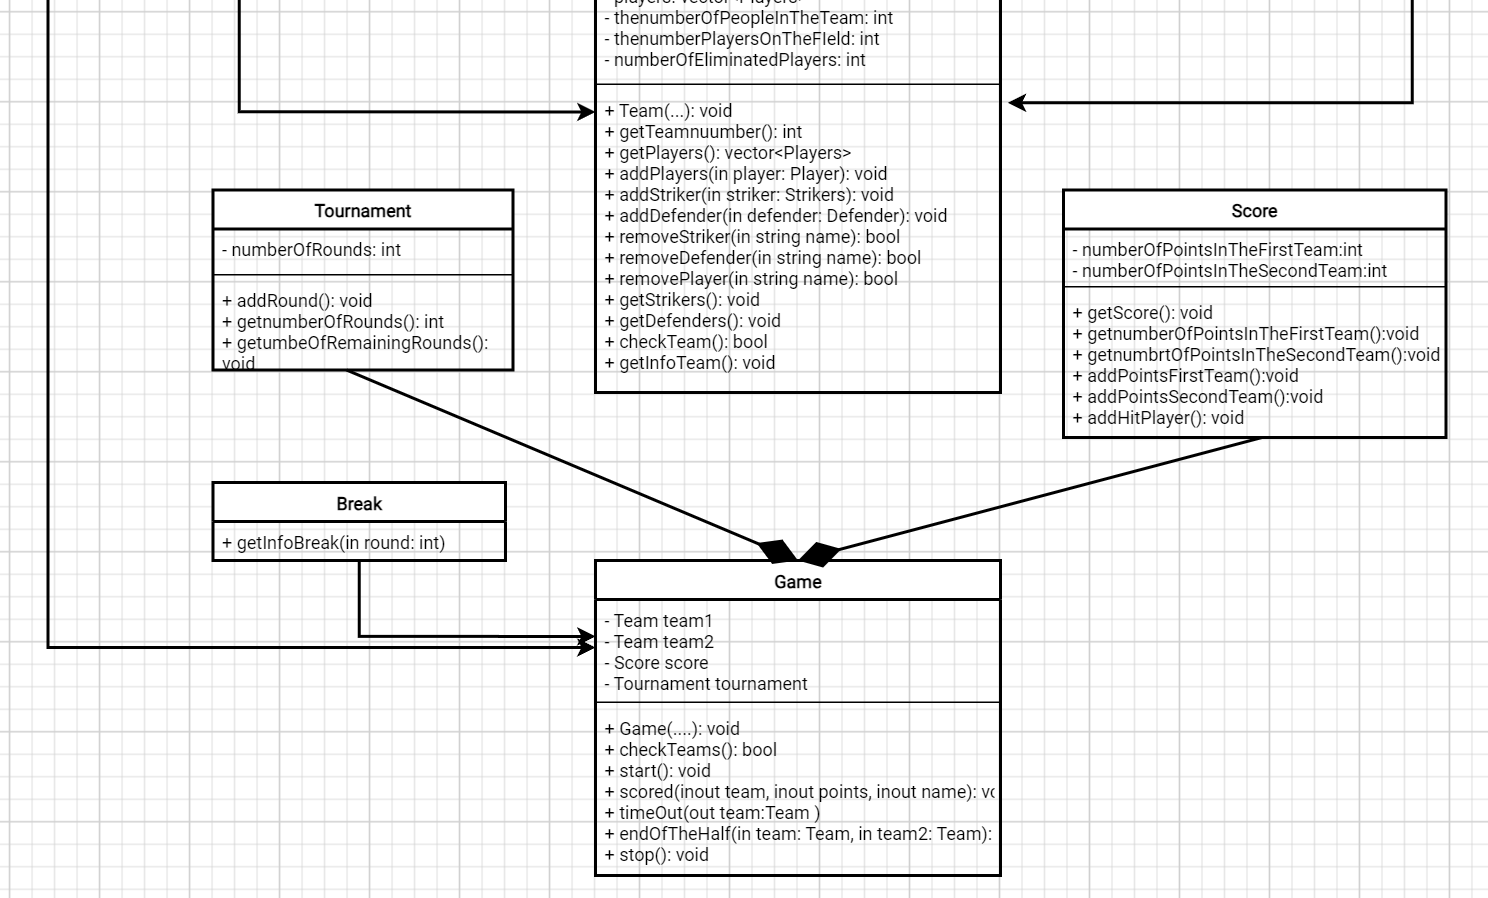 - thenumberOfPeopleInTheTeam: int
- thenumberPlayersOnTheFIeld: int
- numberOfEliminatedPlayers: int
+ Team(...): void
+ getTeamnuumber(): int
+ getPlayers(): vector<Players>
+ addPlayers(in player: Player): void
+ addStriker(in striker: Strikers): void
+ addDefender(in defender: Defender): void
+ removeStriker(in string name): bool
+ removeDefender(in string name): bool
+ removePlayer(in string name): bool
+ getStrikers(): void
+ getDefenders(): void
+ checkTeam(): bool
+ getInfoTeam(): void
Tournament
- numberOfRounds: int
+ addRound(): void
+ getnumberOfRounds(): int
+ getumbeOfRemainingRounds():
void
Score
- numberOfPointsInTheFirstTeam:int
- numberOfPointsInTheSecondTeam:int
+ getScore(): void
+ getnumberOfPointsInTheFirstTeam():void
+ getnumbrtOfPointsInTheSecondTeam():void
+ addPointsFirstTeam():void
+ addPointsSecondTeam():void
+ addHitPlayer(): void
Break
+ getInfoBreak(in round: int)
Game
- Team team1
- Team team2
- Score score
- Tournament tournament
+ Game(....): void
+ checkTeams(): bool
+ start(): void
+ scored(inout team, inout points, inout name):
+ timeOut(out team:Team )
+ endOfTheHalf(in team: Team, in team2: Team):
+ stop(): void